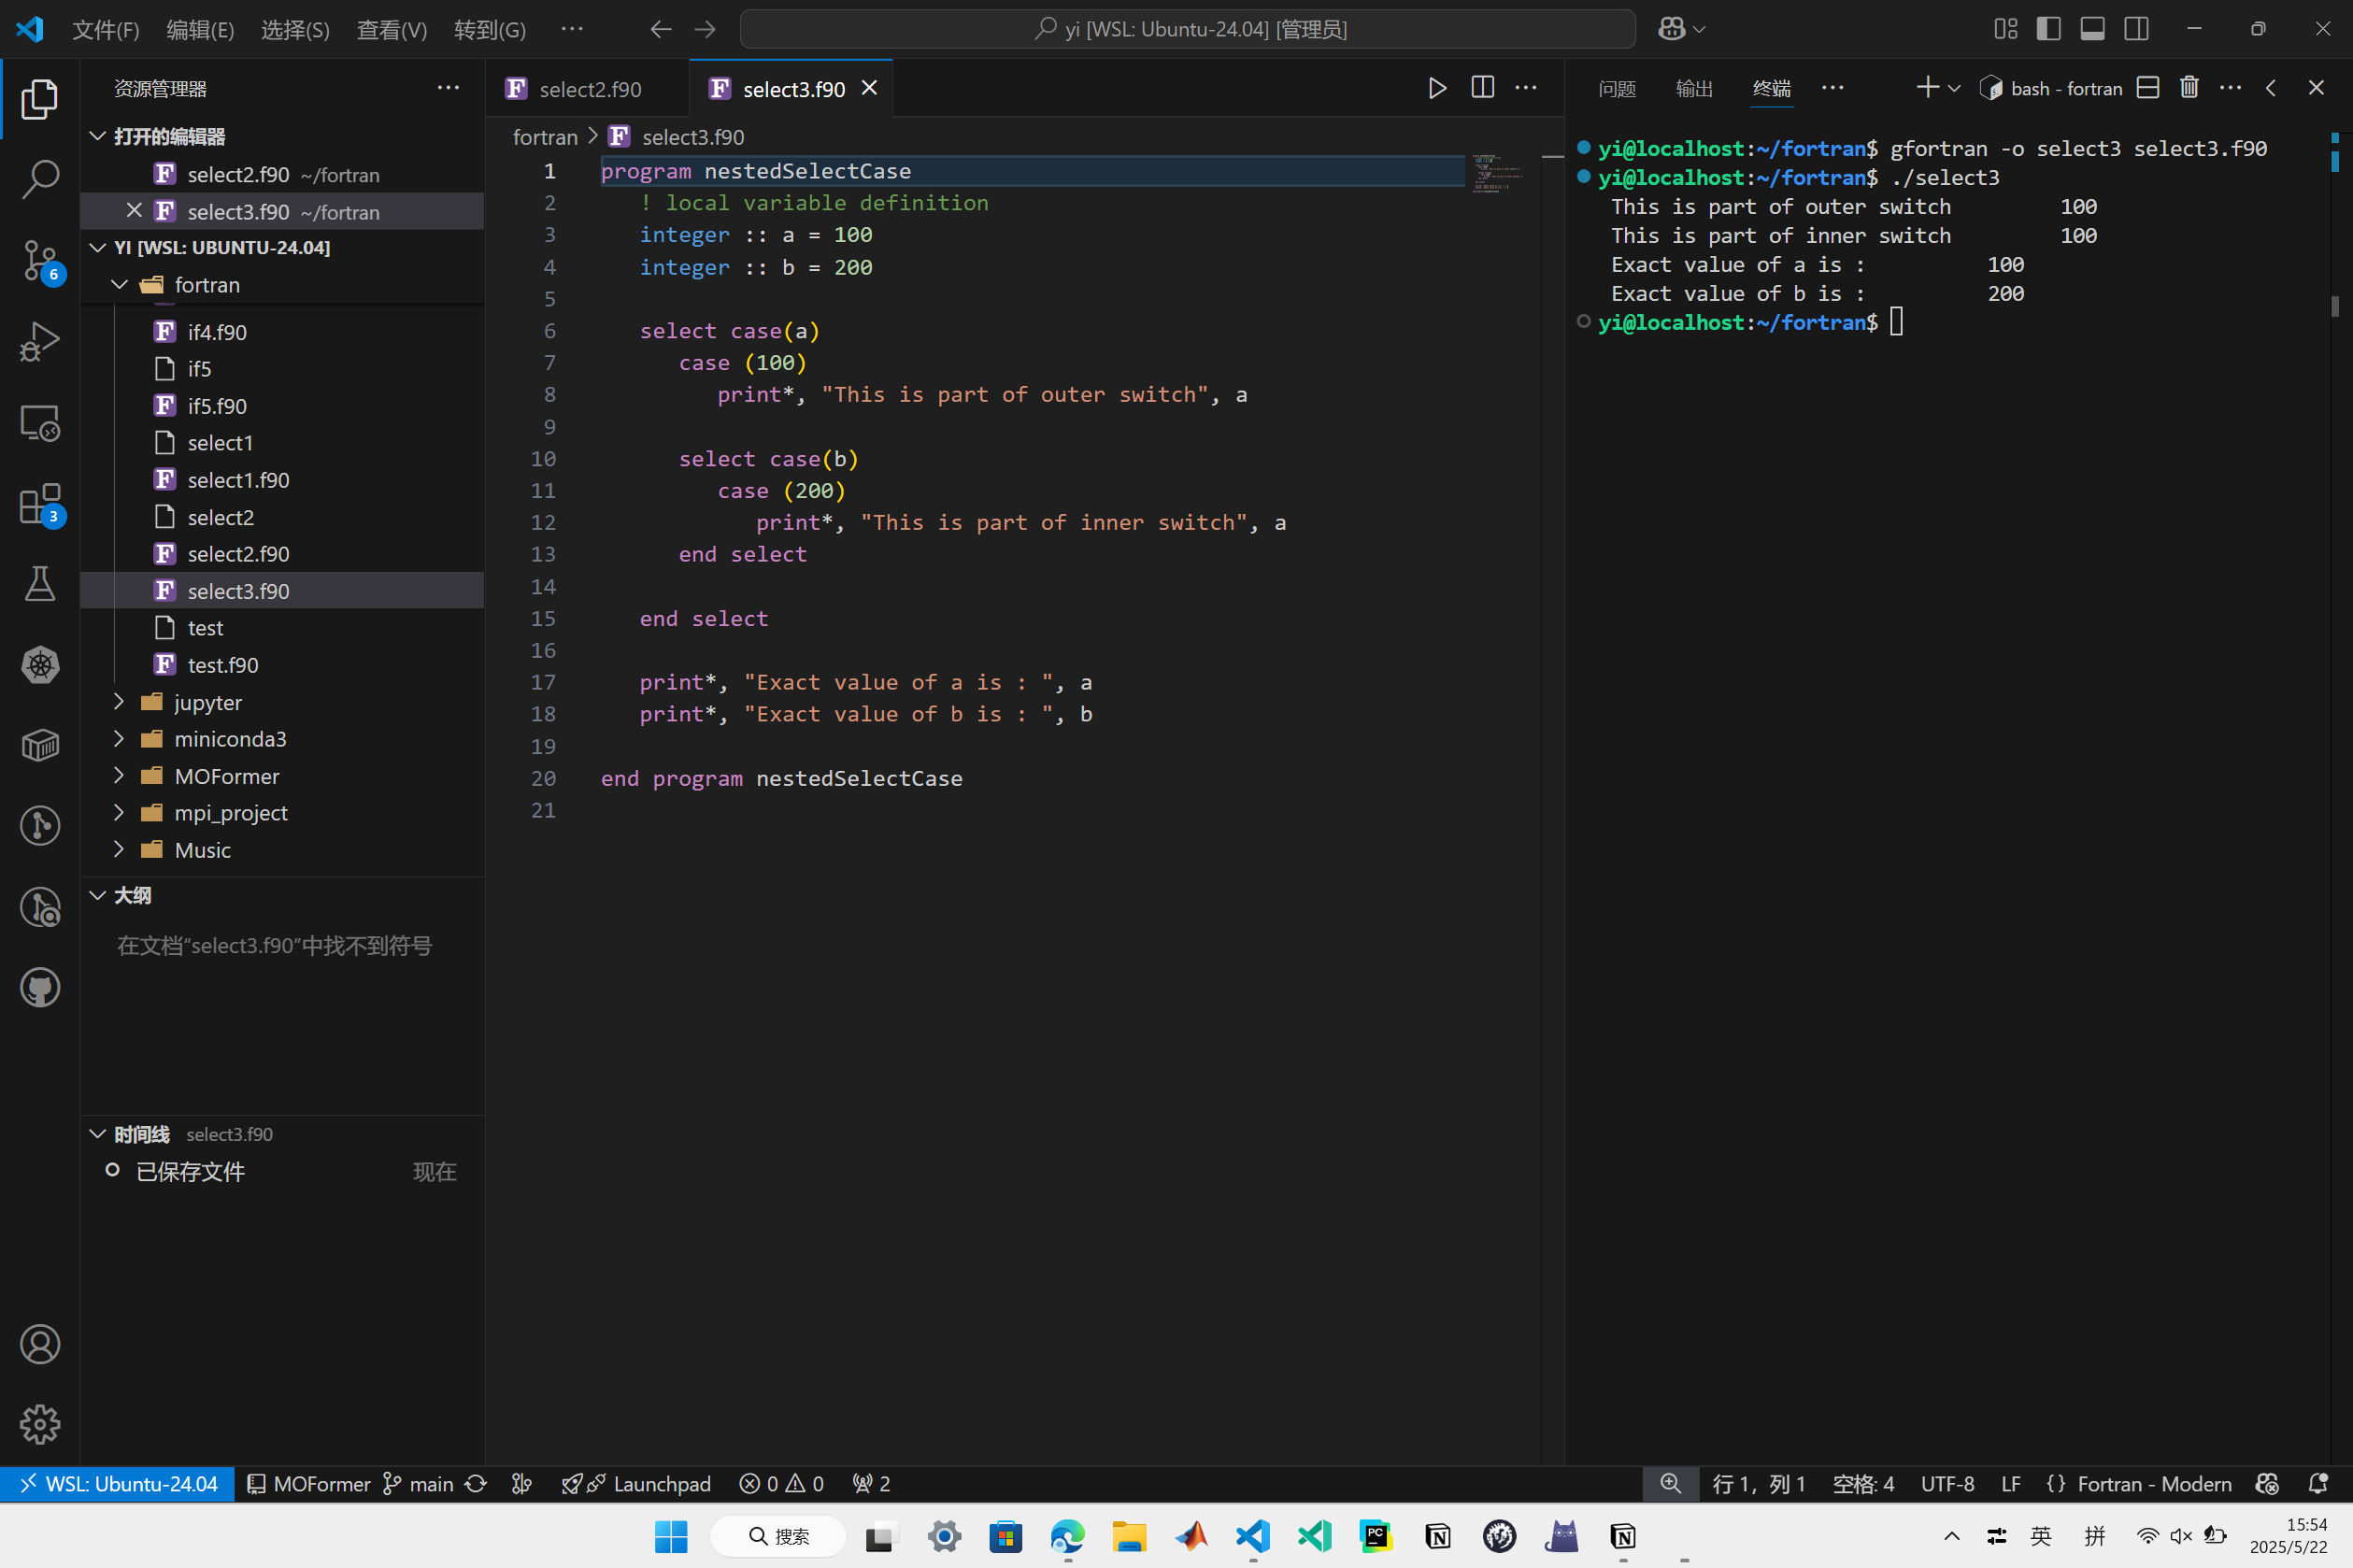 文件(F) 编辑(E) 选择(S) 查看(V) 转到(G) ··· yi [WSL: Ubuntu-24.04] [管理员]
资源管理器 ···
打开的编辑器
select2.f90 ~/fortran
select3.f90 ~/fortran
YI [WSL: UBUNTU-24.04]
fortran
if4.f90
if5
if5.f90
select1
select1.f90
select2
select2.f90
select3.f90
test
test.f90
jupyter
miniconda3
MOFormer
mpi_project
Music
大纲
在文档“select3.f90”中找不到符号
时间线 select3.f90
已保存文件 现在
6
3
select2.f90 select3.f90
fortran > select3.f90
1 program nestedSelectCase
2 ! local variable definition
3 integer :: a = 100
4 integer :: b = 200
5
6 select case(a)
7 case (100)
8 print*, "This is part of outer switch", a
9
10 select case(b)
11 case (200)
12 print*, "This is part of inner switch", a
13 end select
14
15 end select
16
17 print*, "Exact value of a is : ", a
18 print*, "Exact value of b is : ", b
19
20 end program nestedSelectCase
21
问题 输出 终端 ··· bash - fortran ···
yi@localhost:~/fortran$ gfortran -o select3 select3.f90
yi@localhost:~/fortran$ ./select3
This is part of outer switch 100
This is part of inner switch 100
Exact value of a is : 100
Exact value of b is : 200
yi@localhost:~/fortran$
WSL: Ubuntu-24.04 MOFormer main Launchpad 0 0 2 行 1，列 1 空格: 4 UTF-8 LF {} Fortran - Modern
搜索 PC 英 拼 15:54
2025/5/22